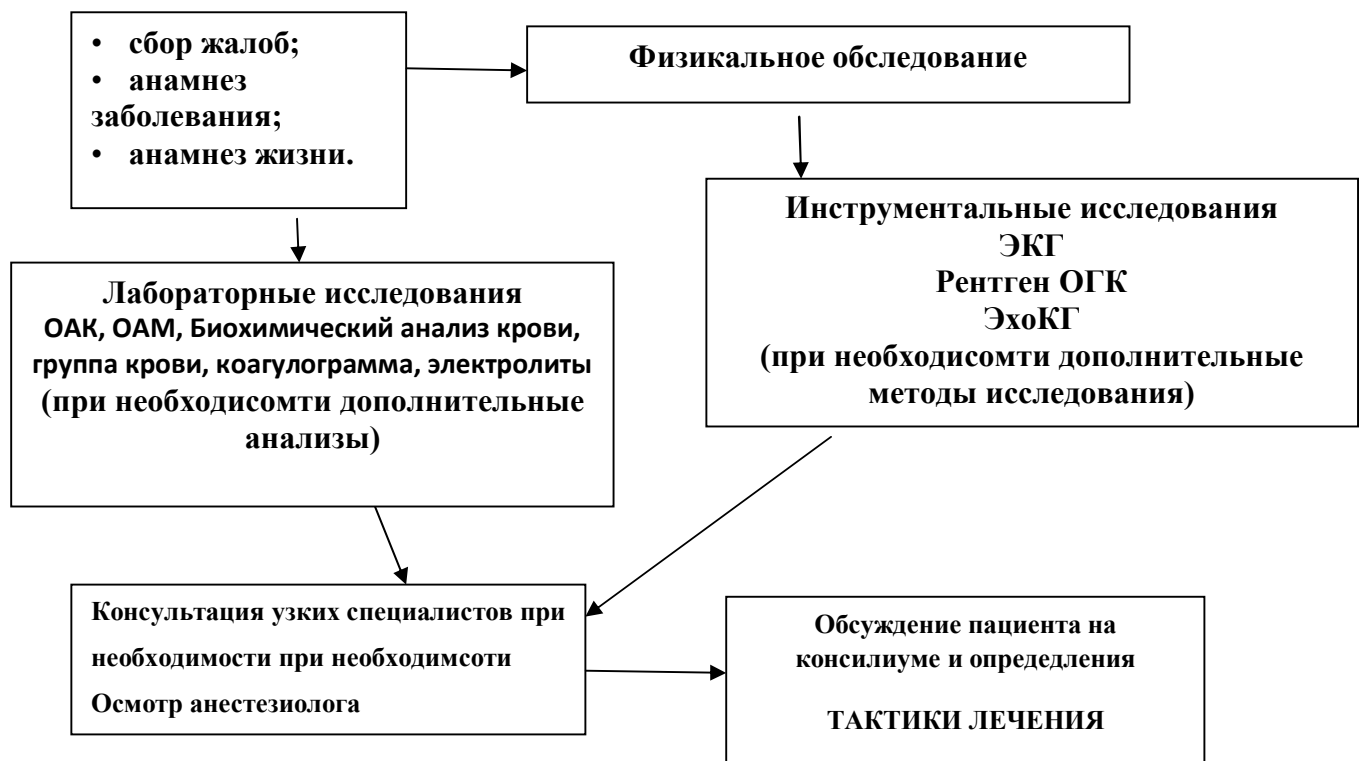 • сбор жалоб;
• анамнез
заболевания;
• анамнез жизни.
Физикальное обследование
Инструментальные исследования
ЭКГ
Рентген ОГК
ЭхоКГ
(при необходисомти дополнительные
методы исследования)
Лабораторные исследования
ОАК, ОАМ, Биохимический анализ крови,
группа крови, коагулограмма, электролиты
(при необходисомти дополнительные
анализы)
Консультация узких специалистов при
необходимости при необходимсоти
Осмотр анестезиолога
Обсуждение пациента на
консилиуме и опредедления
ТАКТИКИ ЛЕЧЕНИЯ